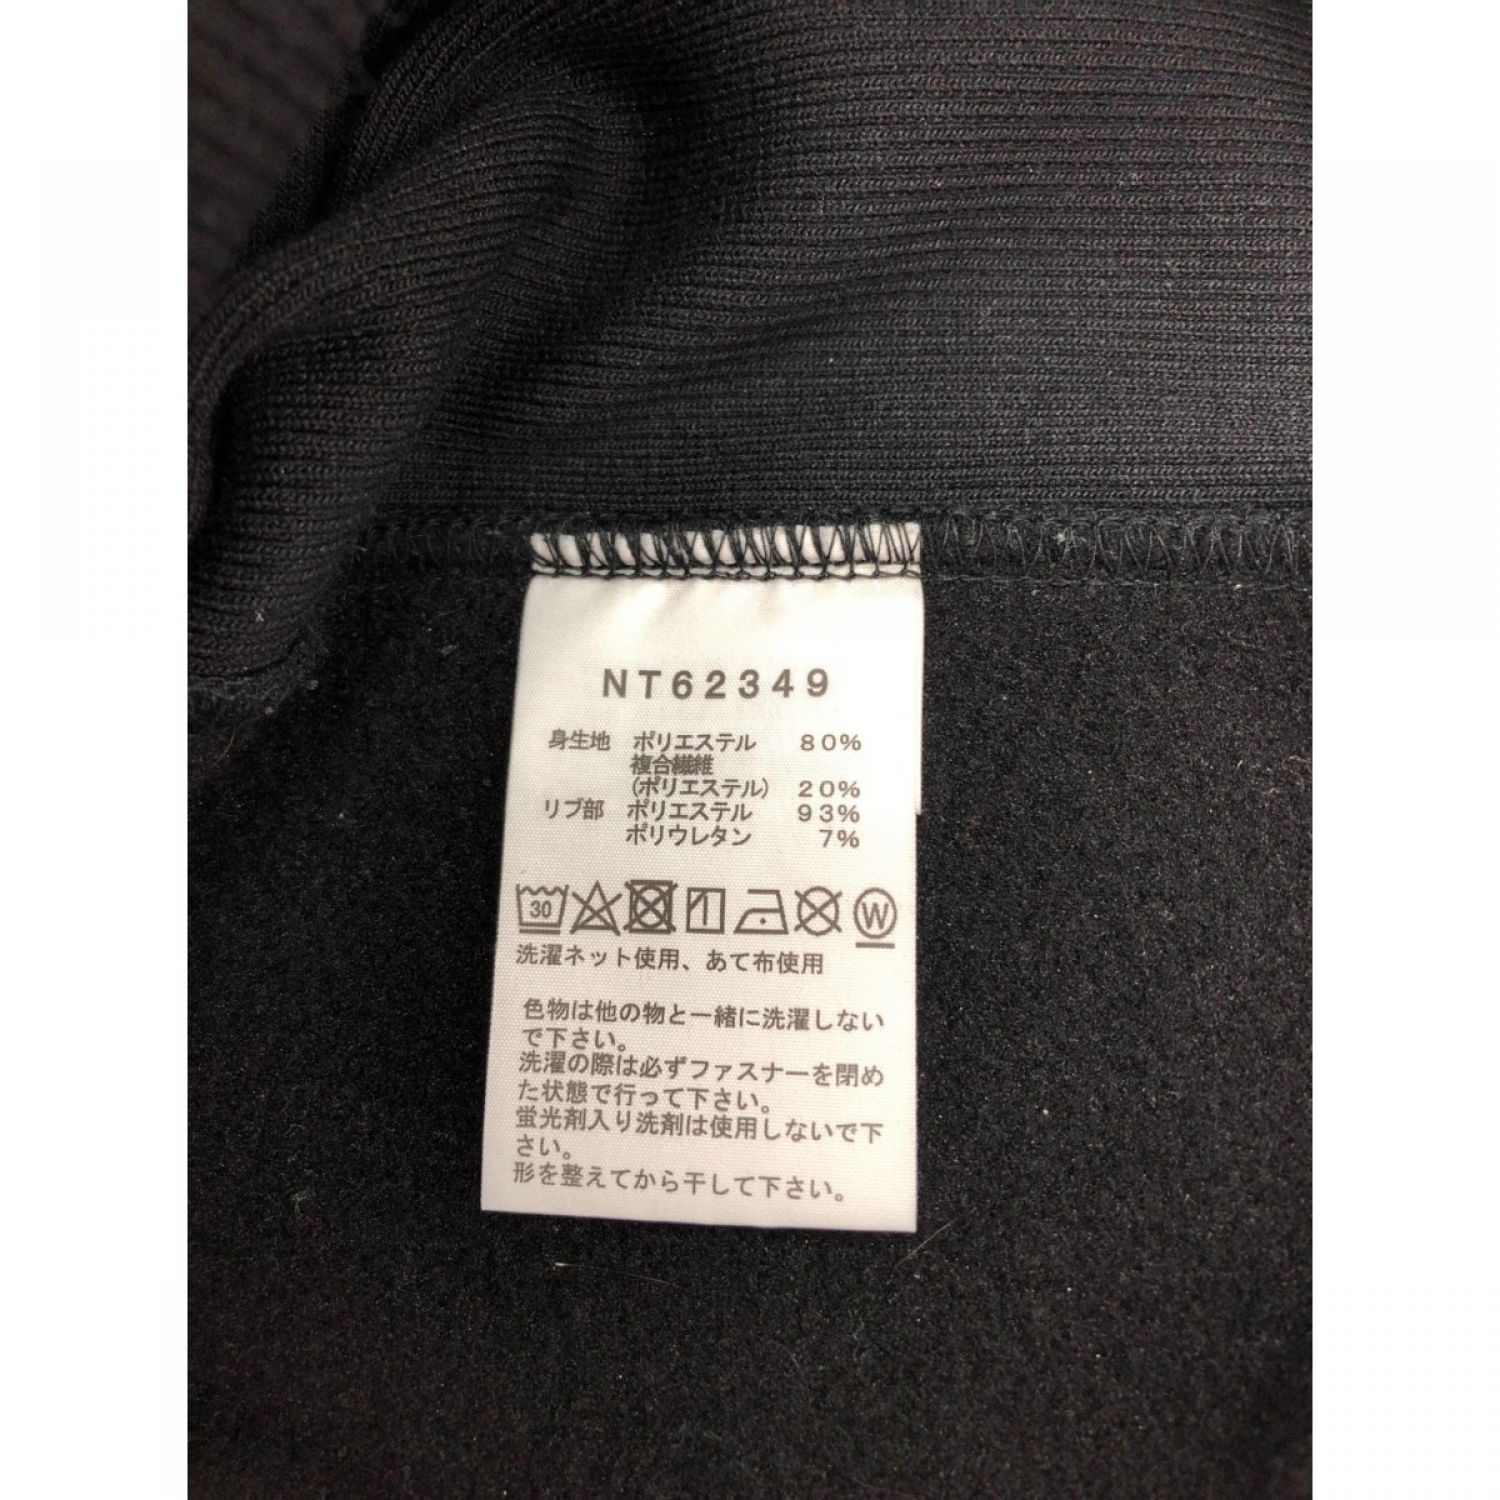 NT62349
身生地 ポリエステル 80%
複合繊維
(ポリエステル) 20%
リブ部 ポリエステル 93%
ポリウレタン 7%
30 W
洗濯ネット使用、あて布使用
色物は他の物と一緒に洗濯しない
で下さい。
洗濯の際は必ずファスナーを閉め
た状態で行って下さい。
蛍光剤入り洗剤は使用しないで下
さい。
形を整えてから干して下さい。